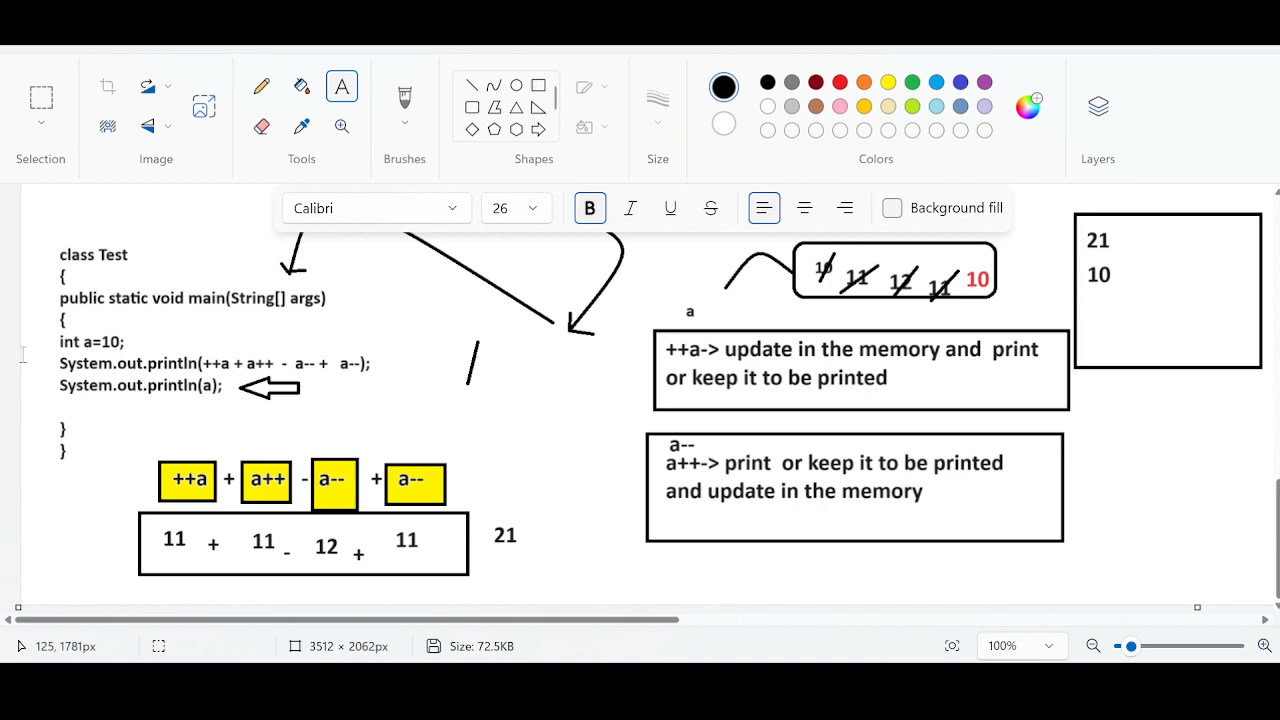 Selection
Image
Tools
Brushes
Shapes
Size
Colors
Layers
Calibri
26
B I U S
Background fill
class Test
{
public static void main(String[] args)
{
int a=10;
System.out.println(++a + a++ - a-- + a--);
System.out.println(a);
}
}
++a + a++ - a-- + a--
11 + 11 - 12 + 11
21
10 11 12 11 10
a
++a-> update in the memory and print
or keep it to be printed
a--
a++-> print or keep it to be printed
and update in the memory
21
10
125, 1781px
3512 × 2062px
Size: 72.5KB
100%